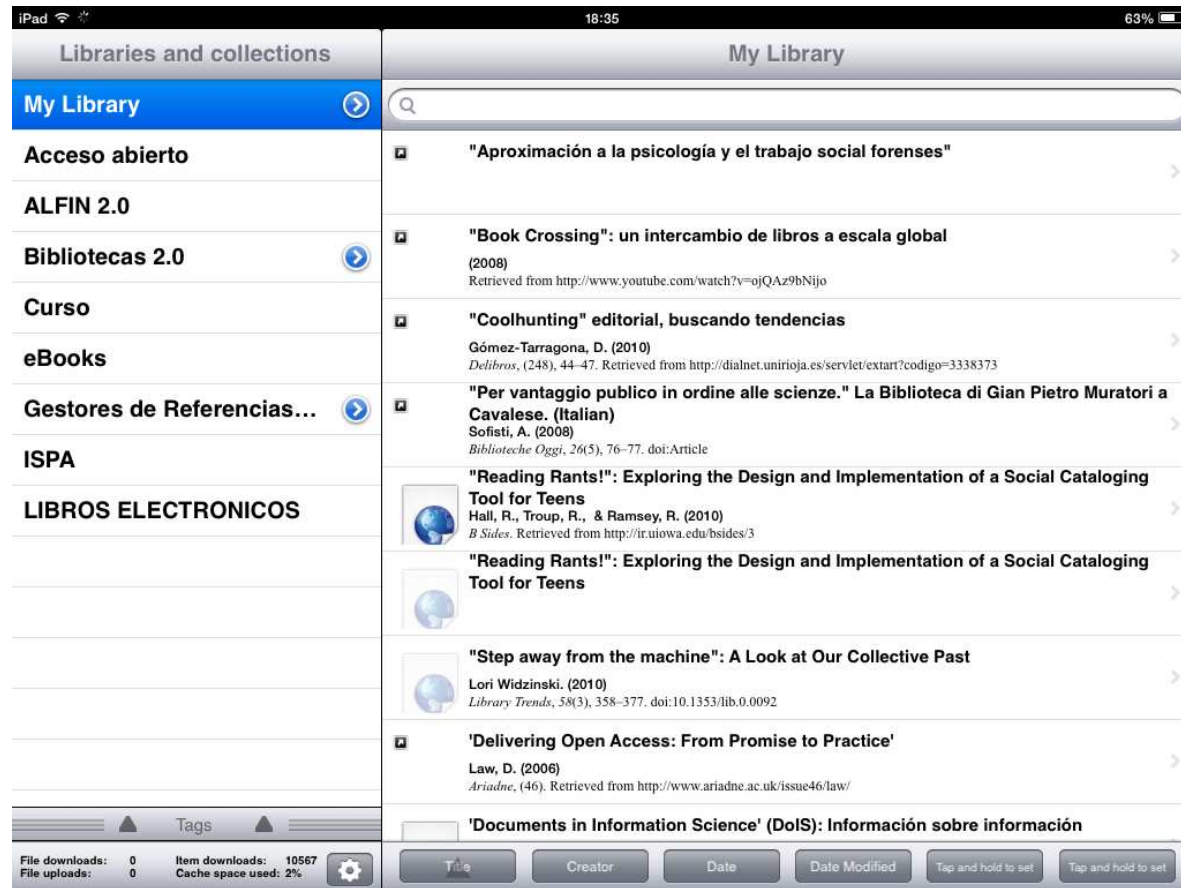 iPad 18:35 63%
Libraries and collections
My Library
Acceso abierto
ALFIN 2.0
Bibliotecas 2.0
Curso
eBooks
Gestores de Referencias...
ISPA
LIBROS ELECTRONICOS
Tags
File downloads: 0 Item downloads: 10567
File uploads: 0 Cache space used: 2%
My Library
"Aproximación a la psicología y el trabajo social forenses"
"Book Crossing": un intercambio de libros a escala global
(2008)
Retrieved from http://www.youtube.com/watch?v=ojQAz9bNijo
"Coolhunting" editorial, buscando tendencias
Gómez-Tarragona, D. (2010)
Delibros, (248), 44–47. Retrieved from http://dialnet.unirioja.es/servlet/extart?codigo=3338373
"Per vantaggio publico in ordine alle scienze." La Biblioteca di Gian Pietro Muratori a
Cavalese. (Italian)
Sofisti, A. (2008)
Biblioteche Oggi, 26(5), 76–77. doi:Article
"Reading Rants!": Exploring the Design and Implementation of a Social Cataloging
Tool for Teens
Hall, R., Troup, R., & Ramsey, R. (2010)
B Sides. Retrieved from http://ir.uiowa.edu/bsides/3
"Reading Rants!": Exploring the Design and Implementation of a Social Cataloging
Tool for Teens
"Step away from the machine": A Look at Our Collective Past
Lori Widzinski. (2010)
Library Trends, 58(3), 358–377. doi:10.1353/lib.0.0092
'Delivering Open Access: From Promise to Practice'
Law, D. (2006)
Ariadne, (46). Retrieved from http://www.ariadne.ac.uk/issue46/law/
'Documents in Information Science' (DoIS): Información sobre información
Title Creator Date Date Modified Tap and hold to set Tap and hold to set